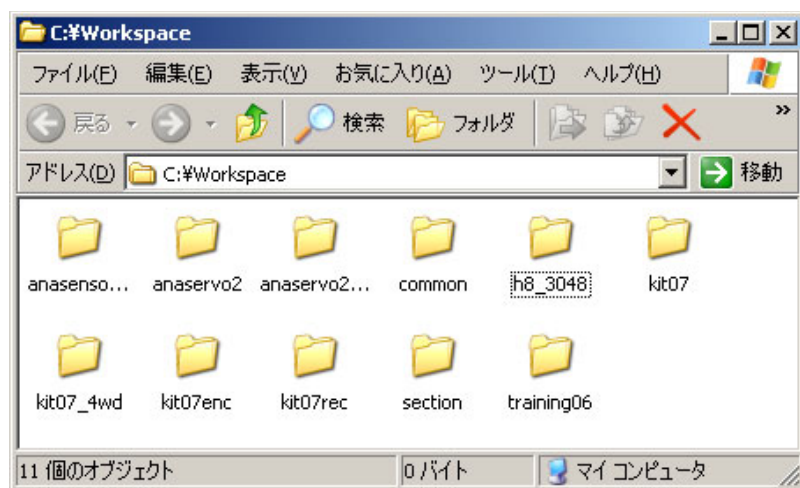 C:¥Workspace
ファイル(F) 編集(E) 表示(V) お気に入り(A) ツール(T) ヘルプ(H)
戻る 検索 フォルダ »
アドレス(D) C:¥Workspace 移動
anasenso... anaservo2 anaservo2... common h8_3048 kit07
kit07_4wd kit07enc kit07rec section training06
11 個のオブジェクト 0 バイト マイ コンピュータ